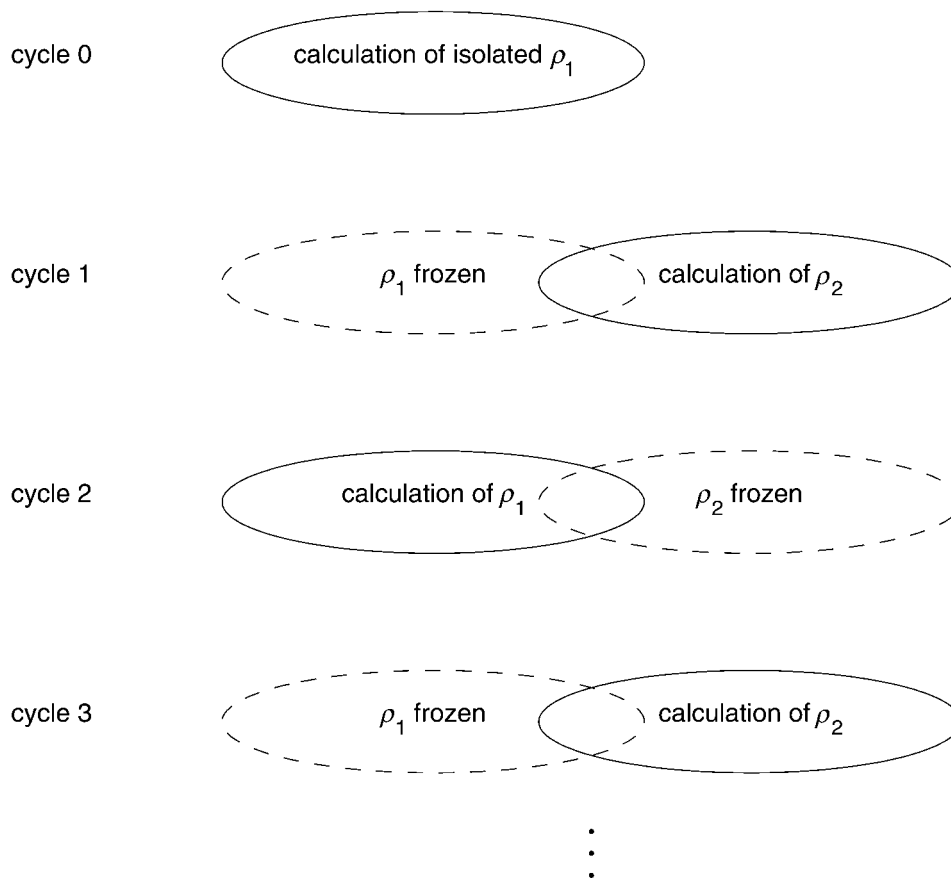 cycle 0 calculation of isolated ρ₁
cycle 1 ρ₁ frozen calculation of ρ₂
cycle 2 calculation of ρ₁ ρ₂ frozen
cycle 3 ρ₁ frozen calculation of ρ₂